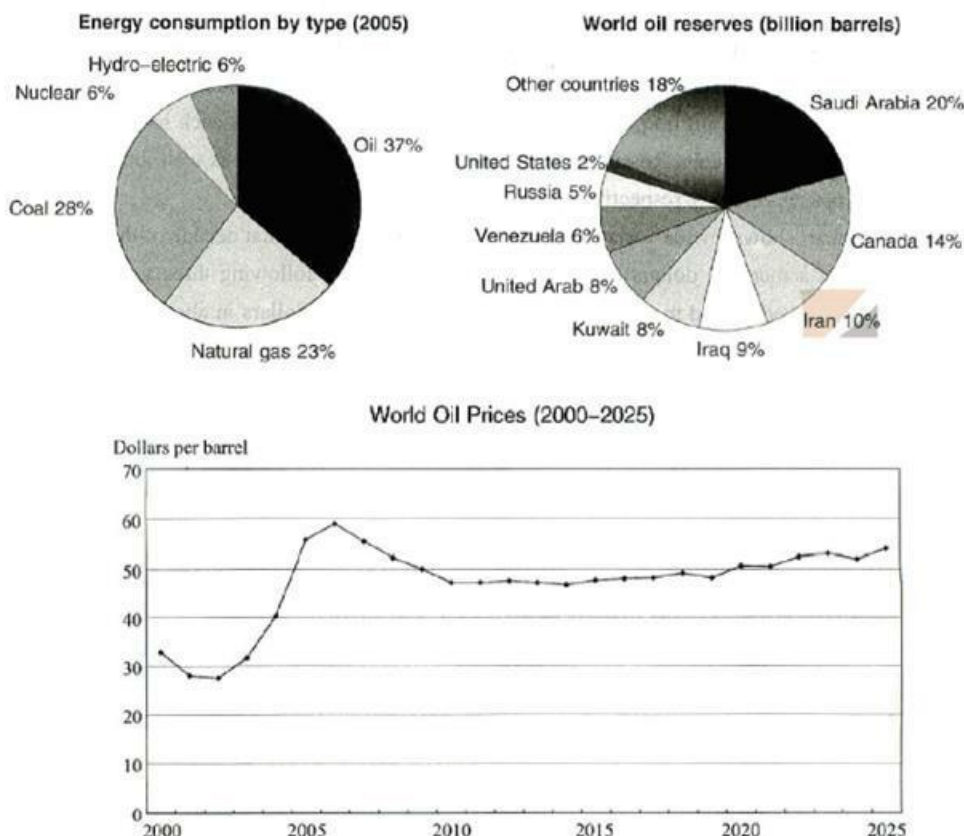 Energy consumption by type (2005)
Hydro-electric 6%
Nuclear 6%
Oil 37%
Coal 28%
Natural gas 23%
World oil reserves (billion barrels)
Other countries 18%
Saudi Arabia 20%
United States 2%
Russia 5%
Venezuela 6%
Canada 14%
United Arab 8%
Kuwait 8%
Iraq 9%
Iran 10%
World Oil Prices (2000–2025)
Dollars per barrel
70
60
50
40
30
20
10
0
2000 2005 2010 2015 2020 2025